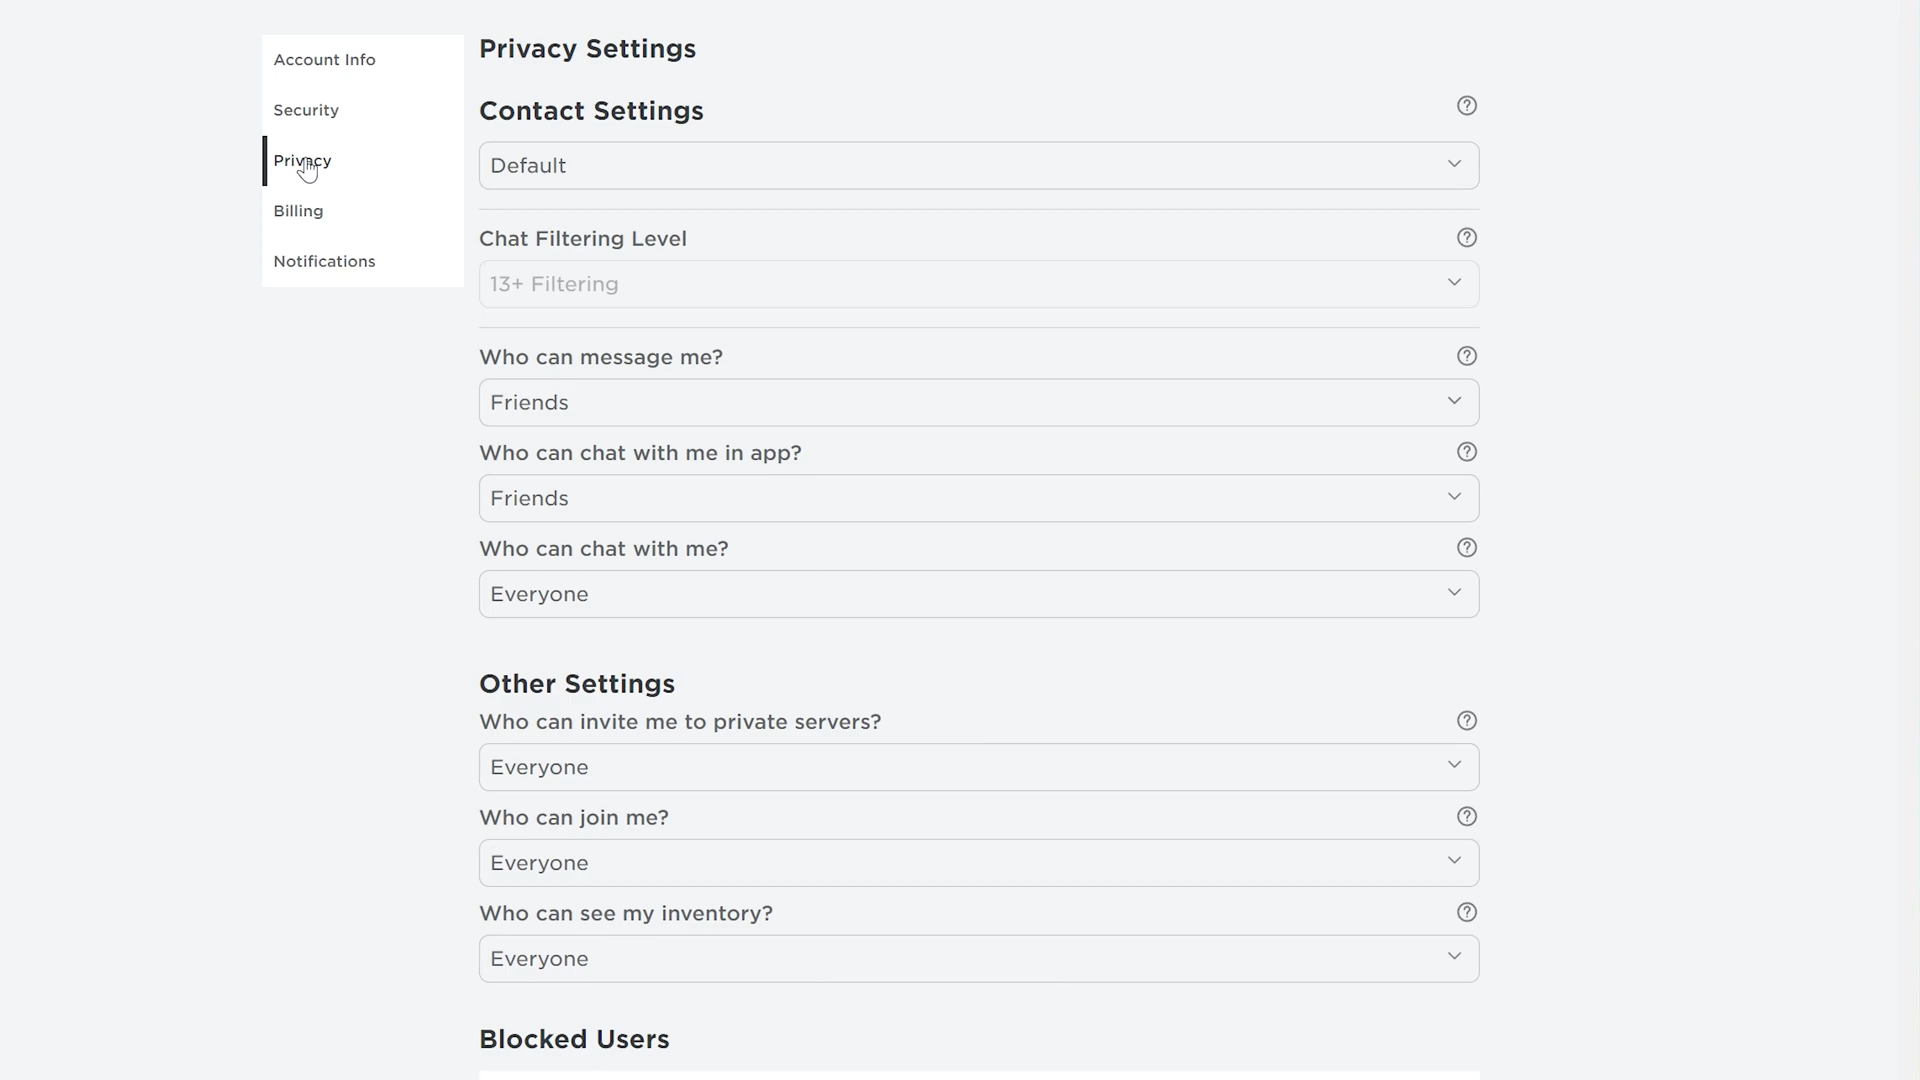 Account Info
Security
Privacy
Billing
Notifications
Privacy Settings
Contact Settings
Default
Chat Filtering Level
13+ Filtering
Who can message me?
Friends
Who can chat with me in app?
Friends
Who can chat with me?
Everyone
Other Settings
Who can invite me to private servers?
Everyone
Who can join me?
Everyone
Who can see my inventory?
Everyone
Blocked Users